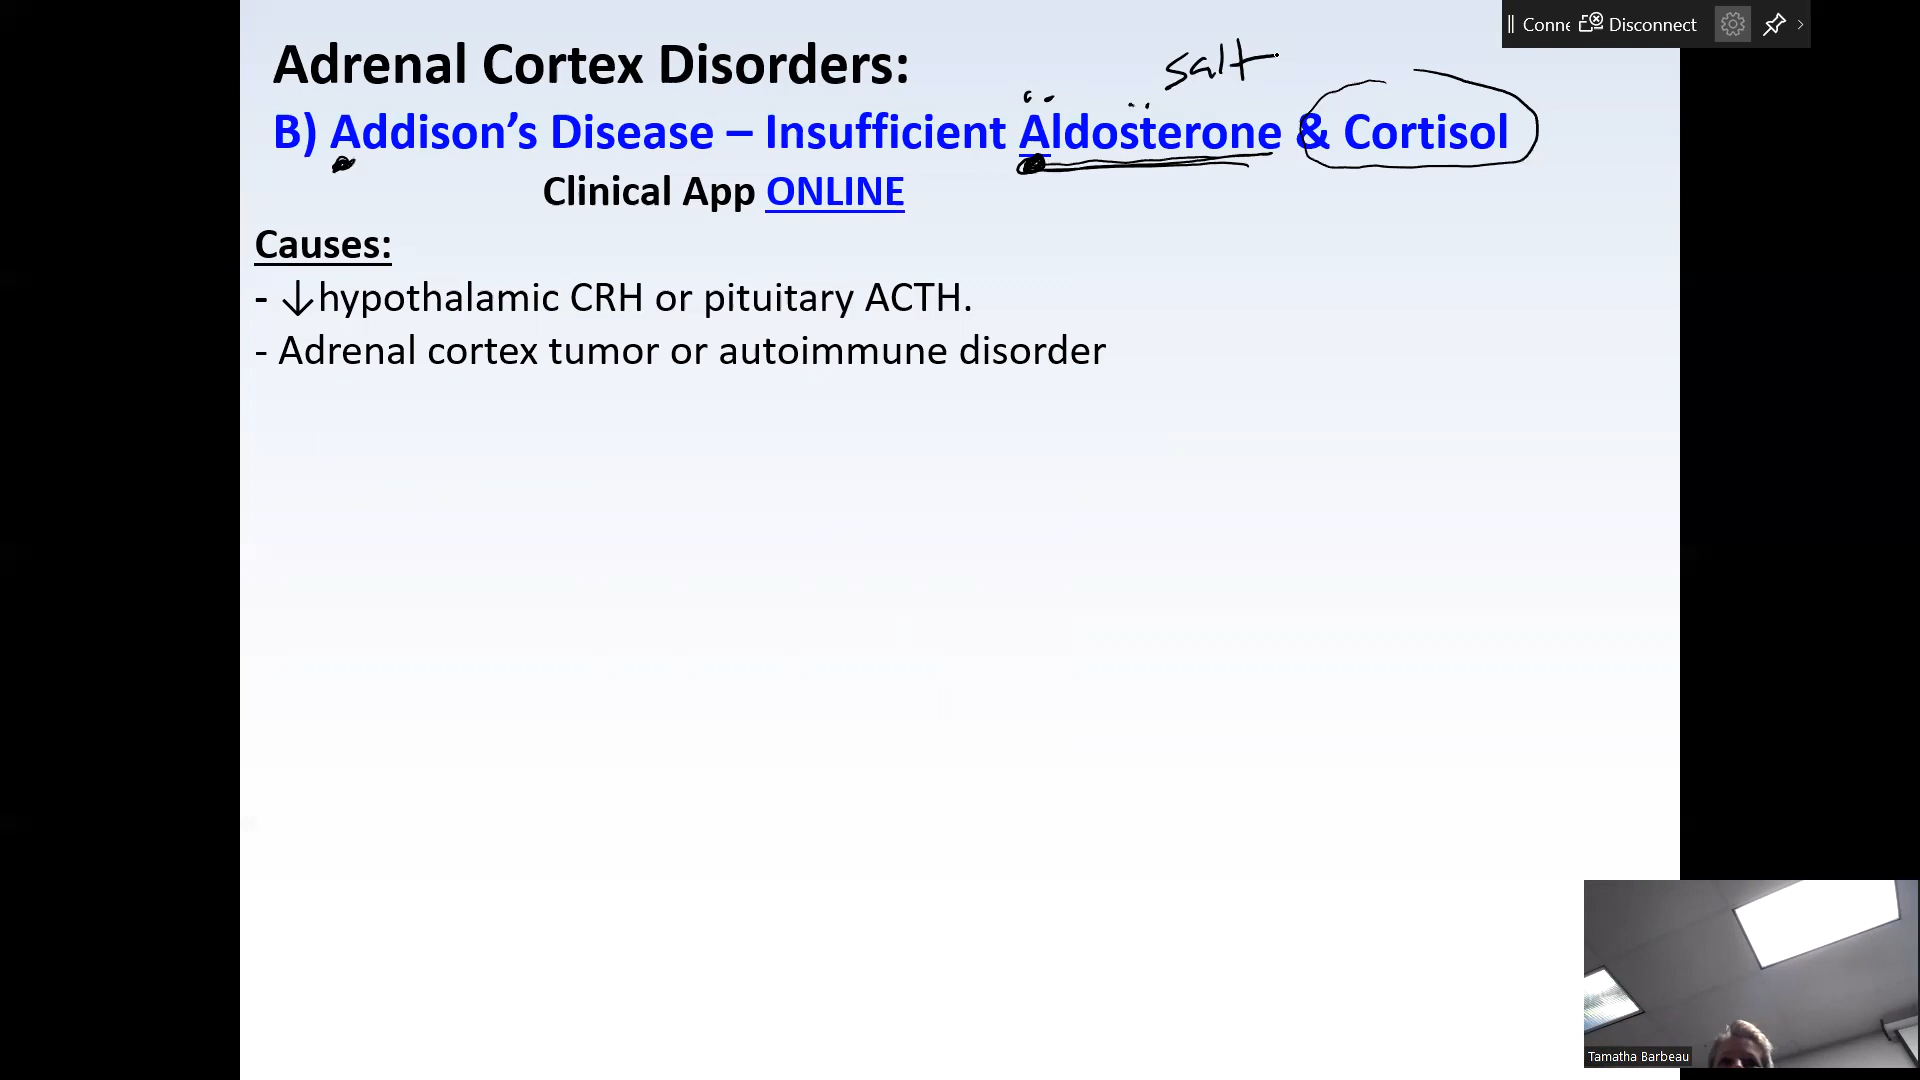 Conne Disconnect
Adrenal Cortex Disorders:
salt
B) Addison’s Disease – Insufficient Aldosterone & Cortisol
Clinical App ONLINE
Causes:
- ↓hypothalamic CRH or pituitary ACTH.
- Adrenal cortex tumor or autoimmune disorder
Tamatha Barbeau